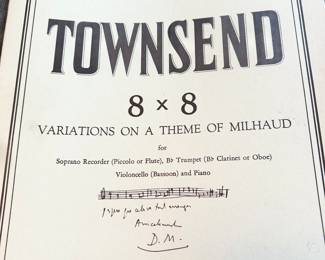 TOWNSEND
8 × 8
VARIATIONS ON A THEME OF MILHAUD
for
Soprano Recorder (Piccolo or Flute), B♭ Trumpet (B♭ Clarinet or Oboe)
Violoncello (Bassoon) and Piano
D.M.